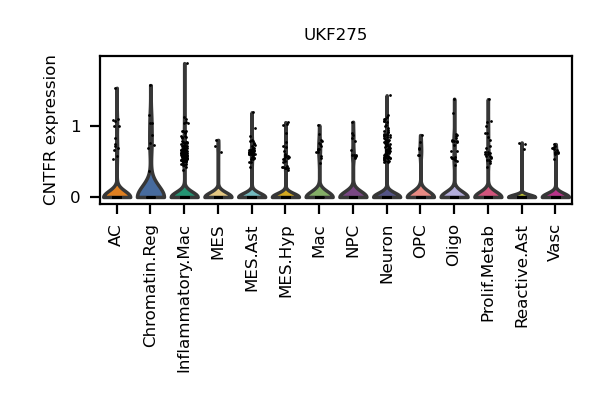 UKF275
CNTFR expression
1
0
AC
Chromatin.Reg
Inflammatory.Mac
MES
MES.Ast
MES.Hyp
Mac
NPC
Neuron
OPC
Oligo
Prolif.Metab
Reactive.Ast
Vasc